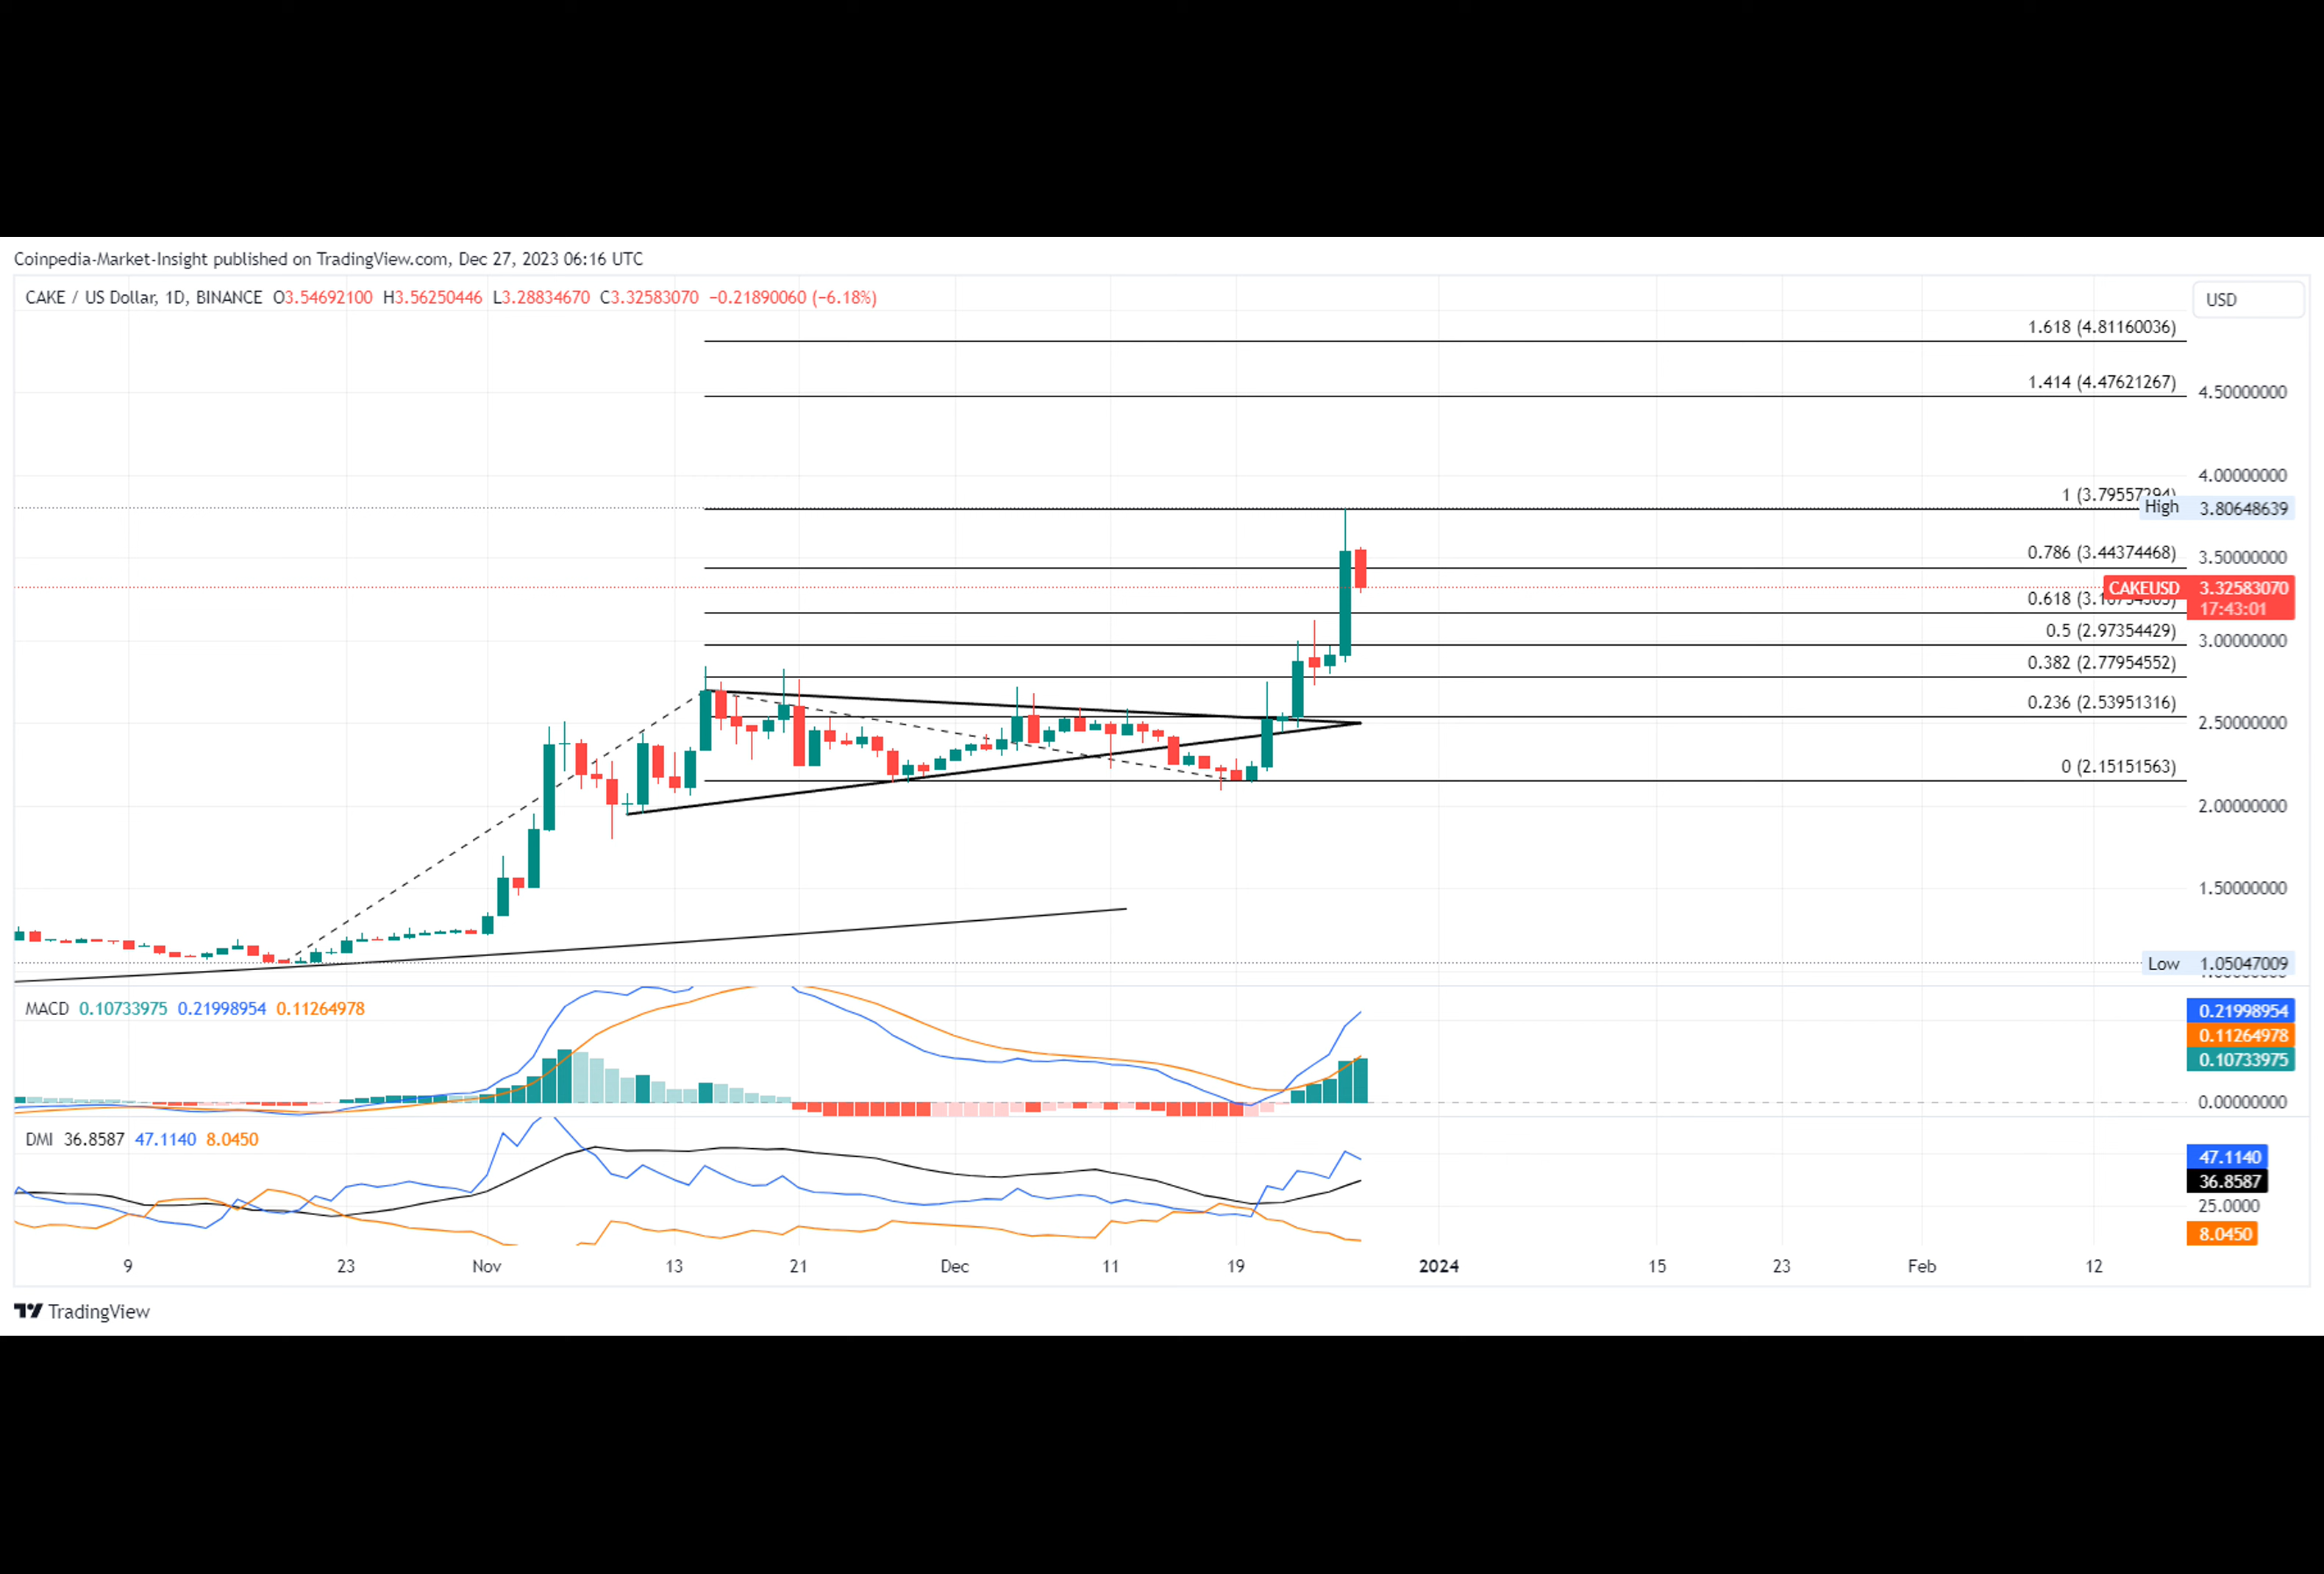 Coinpedia-Market-Insight published on TradingView.com, Dec 27, 2023 06:16 UTC
CAKE / US Dollar, 1D, BINANCE O3.54692100 H3.56250446 L3.28834670 C3.32583070 −0.21890060 (−6.18%)
USD
1.618 (4.81160036)
1.414 (4.47621267)
4.50000000
4.00000000
1 (3.79557294)
High 3.80648639
0.786 (3.44374468)
3.50000000
CAKEUSD 3.32583070
17:43:01
0.618
0.5 (2.97354429)
3.00000000
0.382 (2.77954552)
0.236 (2.53951316)
2.50000000
0 (2.15151563)
2.00000000
1.50000000
Low 1.05047009
MACD 0.10733975 0.21998954 0.11264978
0.21998954
0.11264978
0.10733975
0.00000000
DMI 36.8587 47.1140 8.0450
47.1140
36.8587
25.0000
8.0450
9 23 Nov 13 21 Dec 11 19 2024 15 23 Feb 12
TradingView